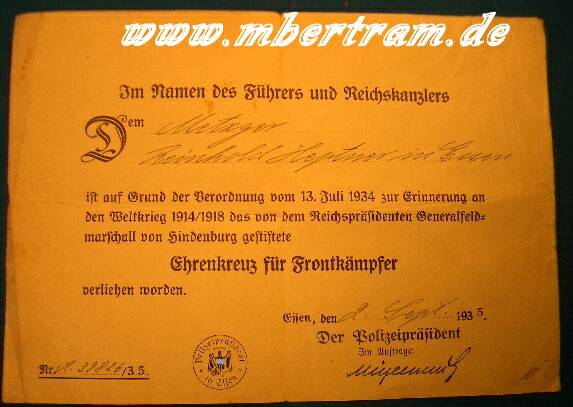 www.mbertram.de
Im Namen des Führers und Reichskanzlers
Dem Metzger
Reinhold Heptner in Essen
ist auf Grund der Verordnung vom 13. Juli 1934 zur Erinnerung an
den Weltkrieg 1914/1918 das von dem Reichspräsidenten Generalfeld-
marschall von Hindenburg gestiftete
Ehrenkreuz für Frontkämpfer
verliehen worden.
Essen, den 2. Sept. 1935.
Der Polizeipräsident
Im Auftrage:
Polizeipräsident
in Essen
Nr. 39826/35.